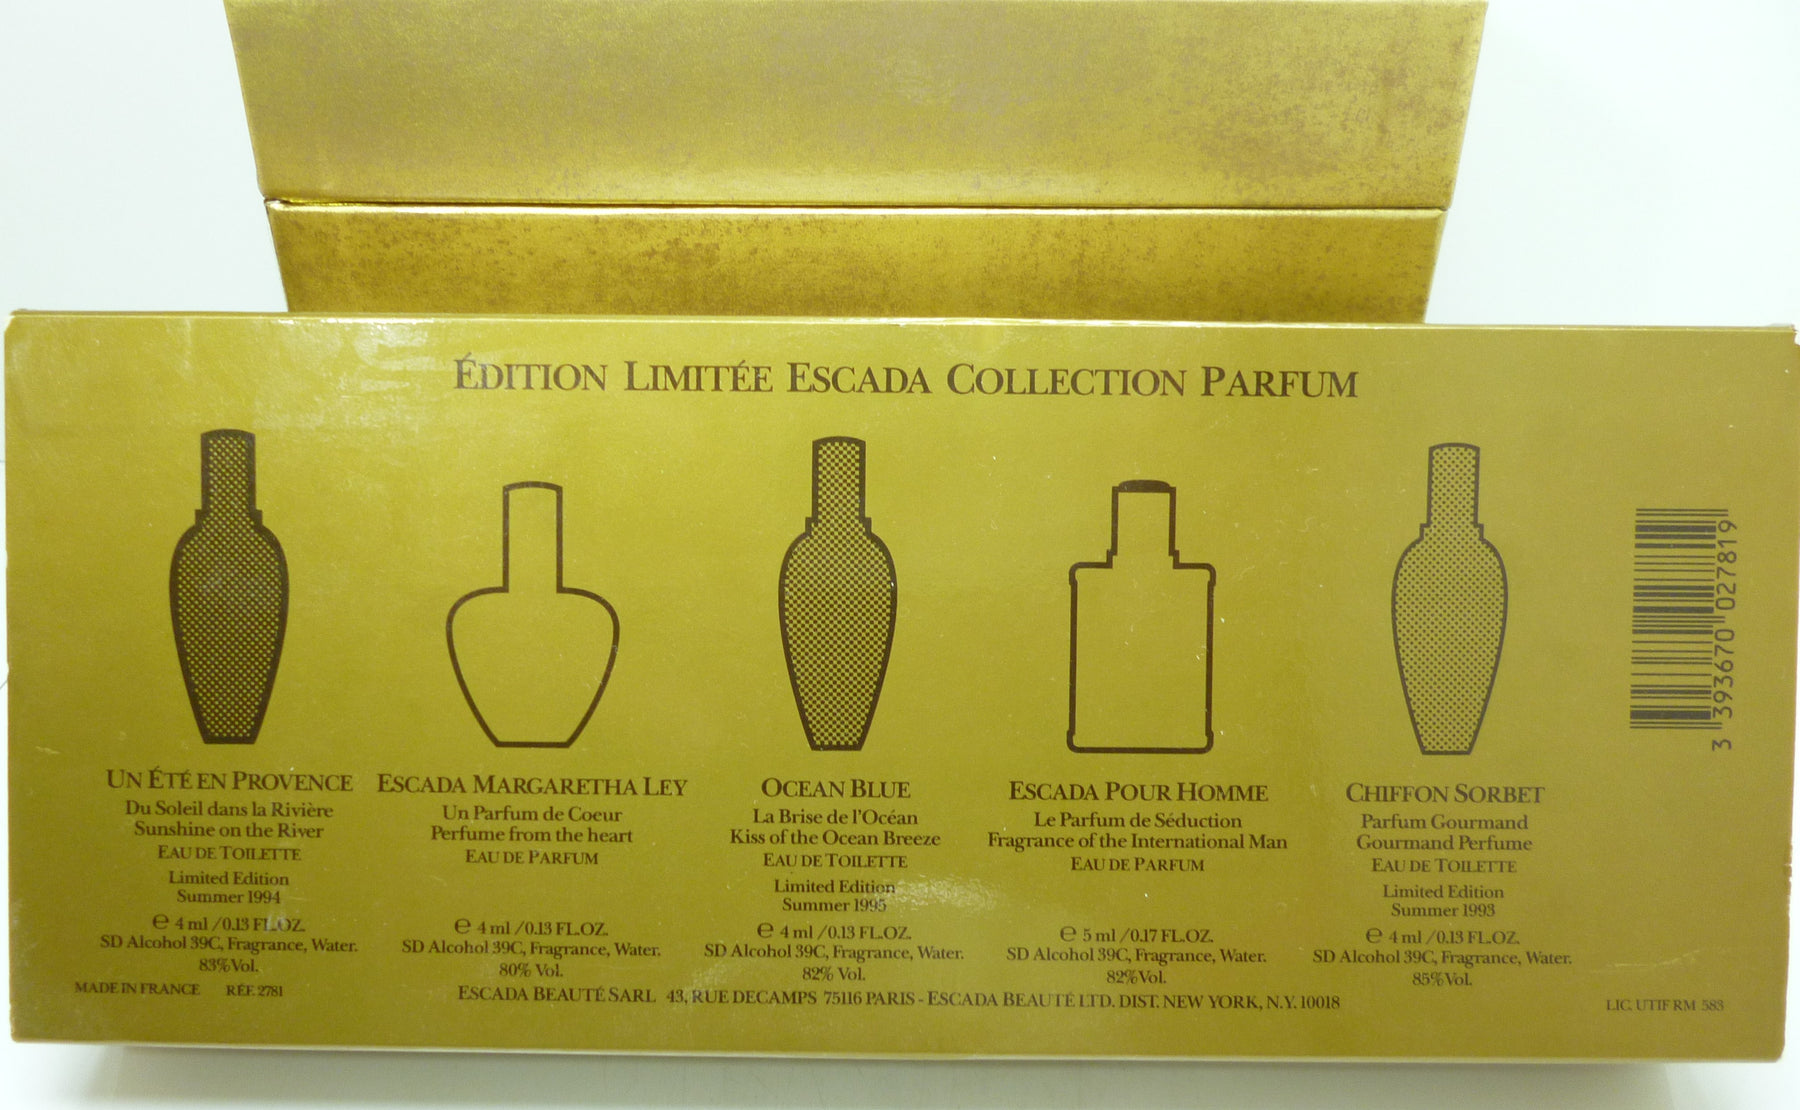 ÉDITION LIMITÉE ESCADA COLLECTION PARFUM
UN ÉTÉ EN PROVENCE
Du Soleil dans la Rivière
Sunshine on the River
EAU DE TOILETTE
Limited Edition
Summer 1994
℮ 4 ml /0.13 FL.OZ.
SD Alcohol 39C, Fragrance, Water.
83% Vol.
ESCADA MARGARETHA LEY
Un Parfum de Coeur
Perfume from the heart
EAU DE PARFUM
℮ 4 ml /0.13 FL.OZ.
SD Alcohol 39C, Fragrance, Water.
80% Vol.
OCEAN BLUE
La Brise de l'Océan
Kiss of the Ocean Breeze
EAU DE TOILETTE
Limited Edition
Summer 1995
℮ 4 ml /0.13 FL.OZ.
SD Alcohol 39C, Fragrance, Water.
82% Vol.
ESCADA POUR HOMME
Le Parfum de Séduction
Fragrance of the International Man
EAU DE PARFUM
℮ 5 ml /0.17 FL.OZ.
SD Alcohol 39C, Fragrance, Water.
82% Vol.
CHIFFON SORBET
Parfum Gourmand
Gourmand Perfume
EAU DE TOILETTE
Limited Edition
Summer 1993
℮ 4 ml /0.13 FL.OZ.
SD Alcohol 39C, Fragrance, Water.
85% Vol.
3 393670 027819
MADE IN FRANCE RÉF. 2781
ESCADA BEAUTÉ SARL 43, RUE DECAMPS 75116 PARIS - ESCADA BEAUTÉ LTD. DIST. NEW YORK, N.Y. 10018
LIC. UTIF RM 583